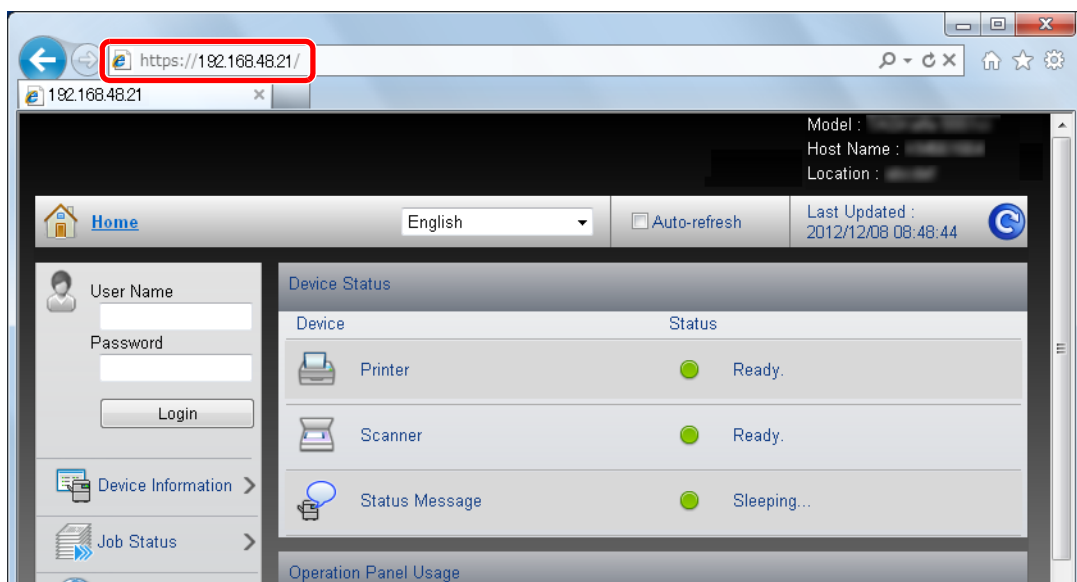 https://192.168.48.21/
192.168.48.21
Model :
Host Name :
Location :
Home
English
Auto-refresh
Last Updated :
2012/12/08 08:48:44
User Name
Password
Login
Device Information
Job Status
Device Status
Device Status
Printer Ready.
Scanner Ready.
Status Message Sleeping...
Operation Panel Usage